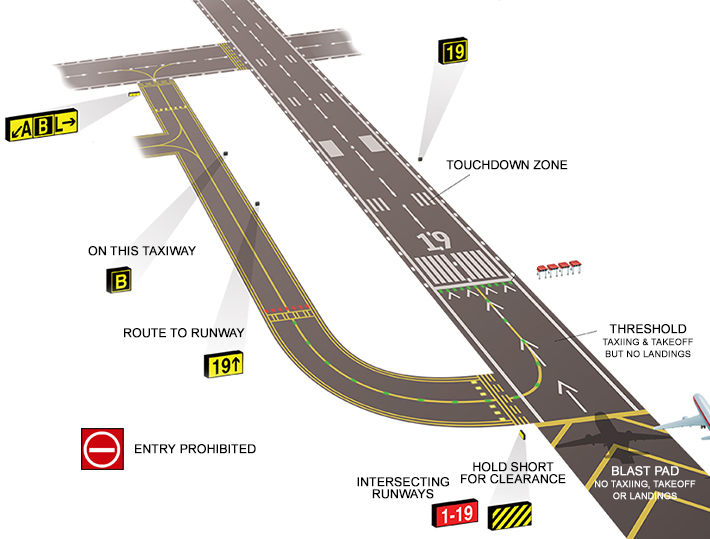 19
←ABL→
TOUCHDOWN ZONE
ON THIS TAXIWAY
B
19
ROUTE TO RUNWAY
19↑
THRESHOLD
TAXIING & TAKEOFF
BUT NO LANDINGS
ENTRY PROHIBITED
INTERSECTING
RUNWAYS
1-19
HOLD SHORT
FOR CLEARANCE
BLAST PAD
NO TAXIING, TAKEOFF
OR LANDINGS